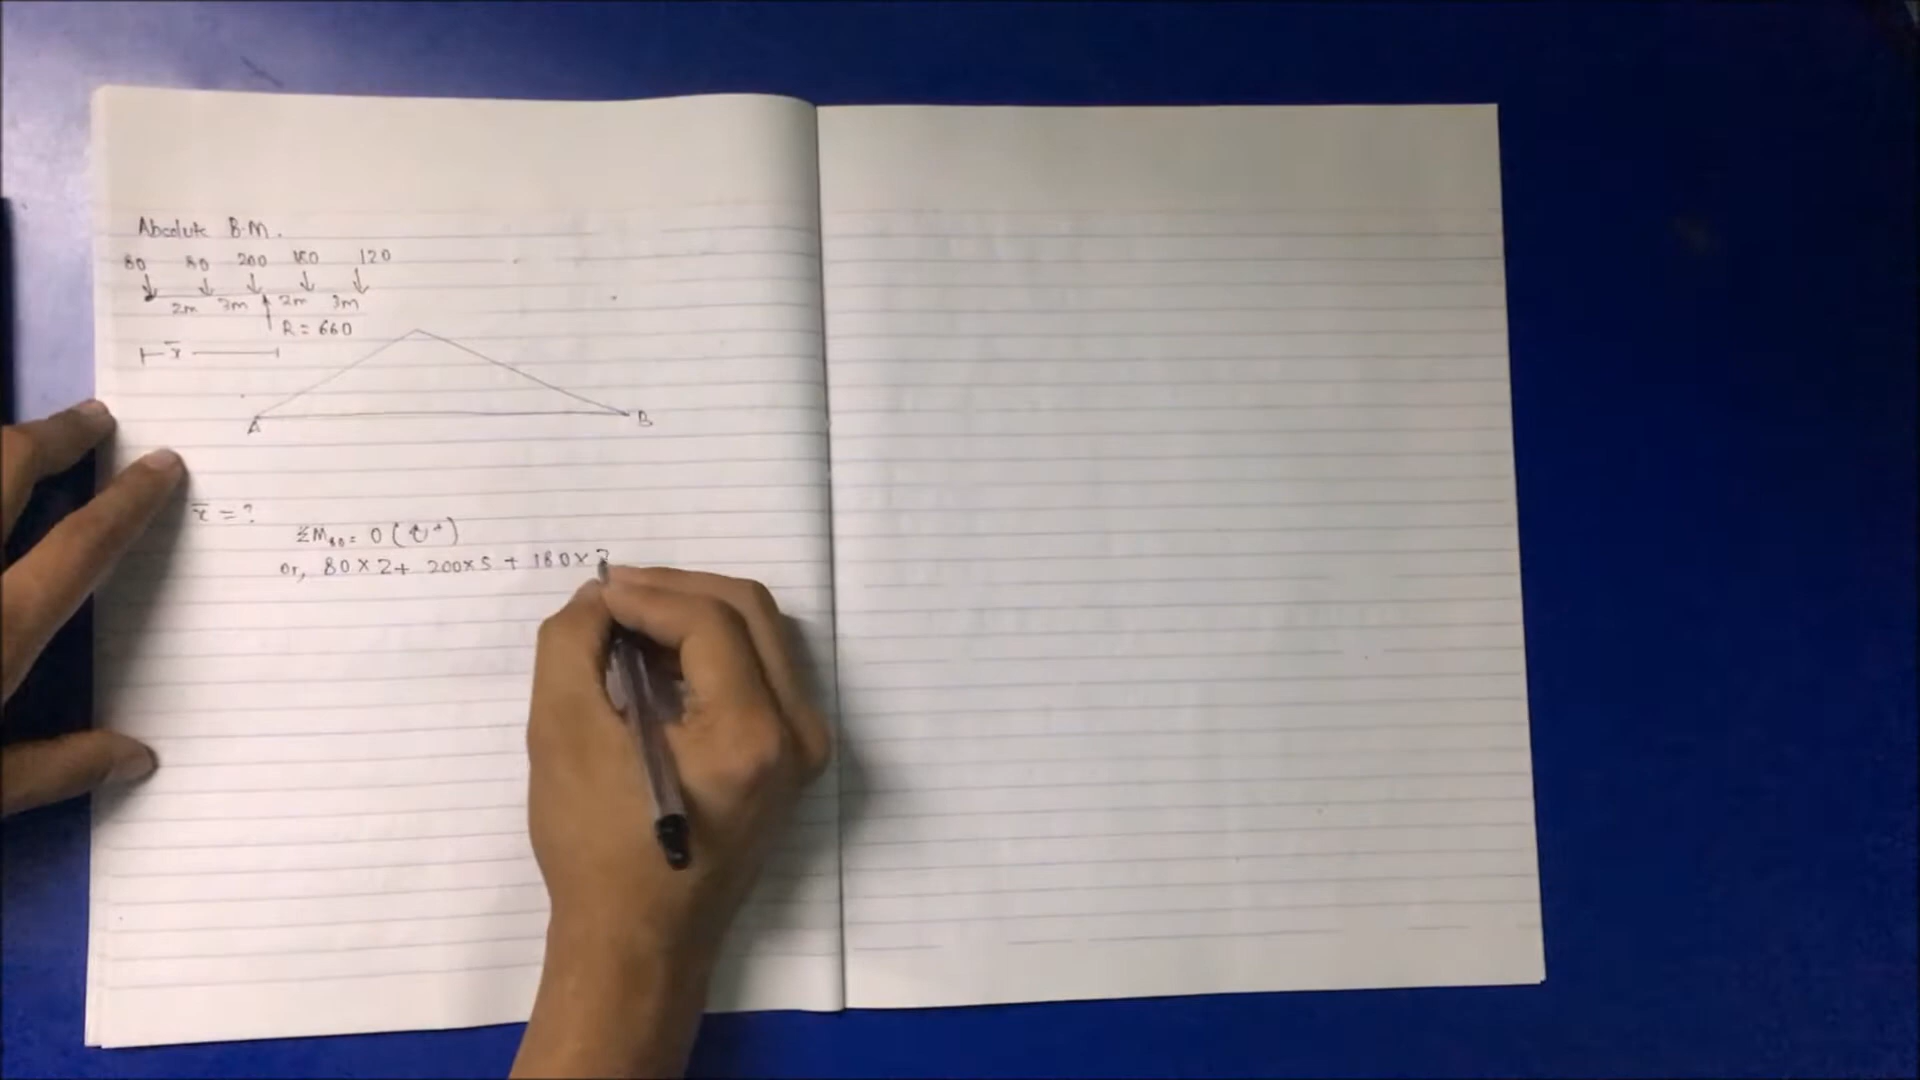 Absolute B.M.
80 80 200 180 120
2m 3m 2m 3m
R = 660
x̄
A B
x̄ = ?
ΣM₈₀ = 0 (↻⁺)
or, 80 × 2 + 200 × 5 + 180 × 7